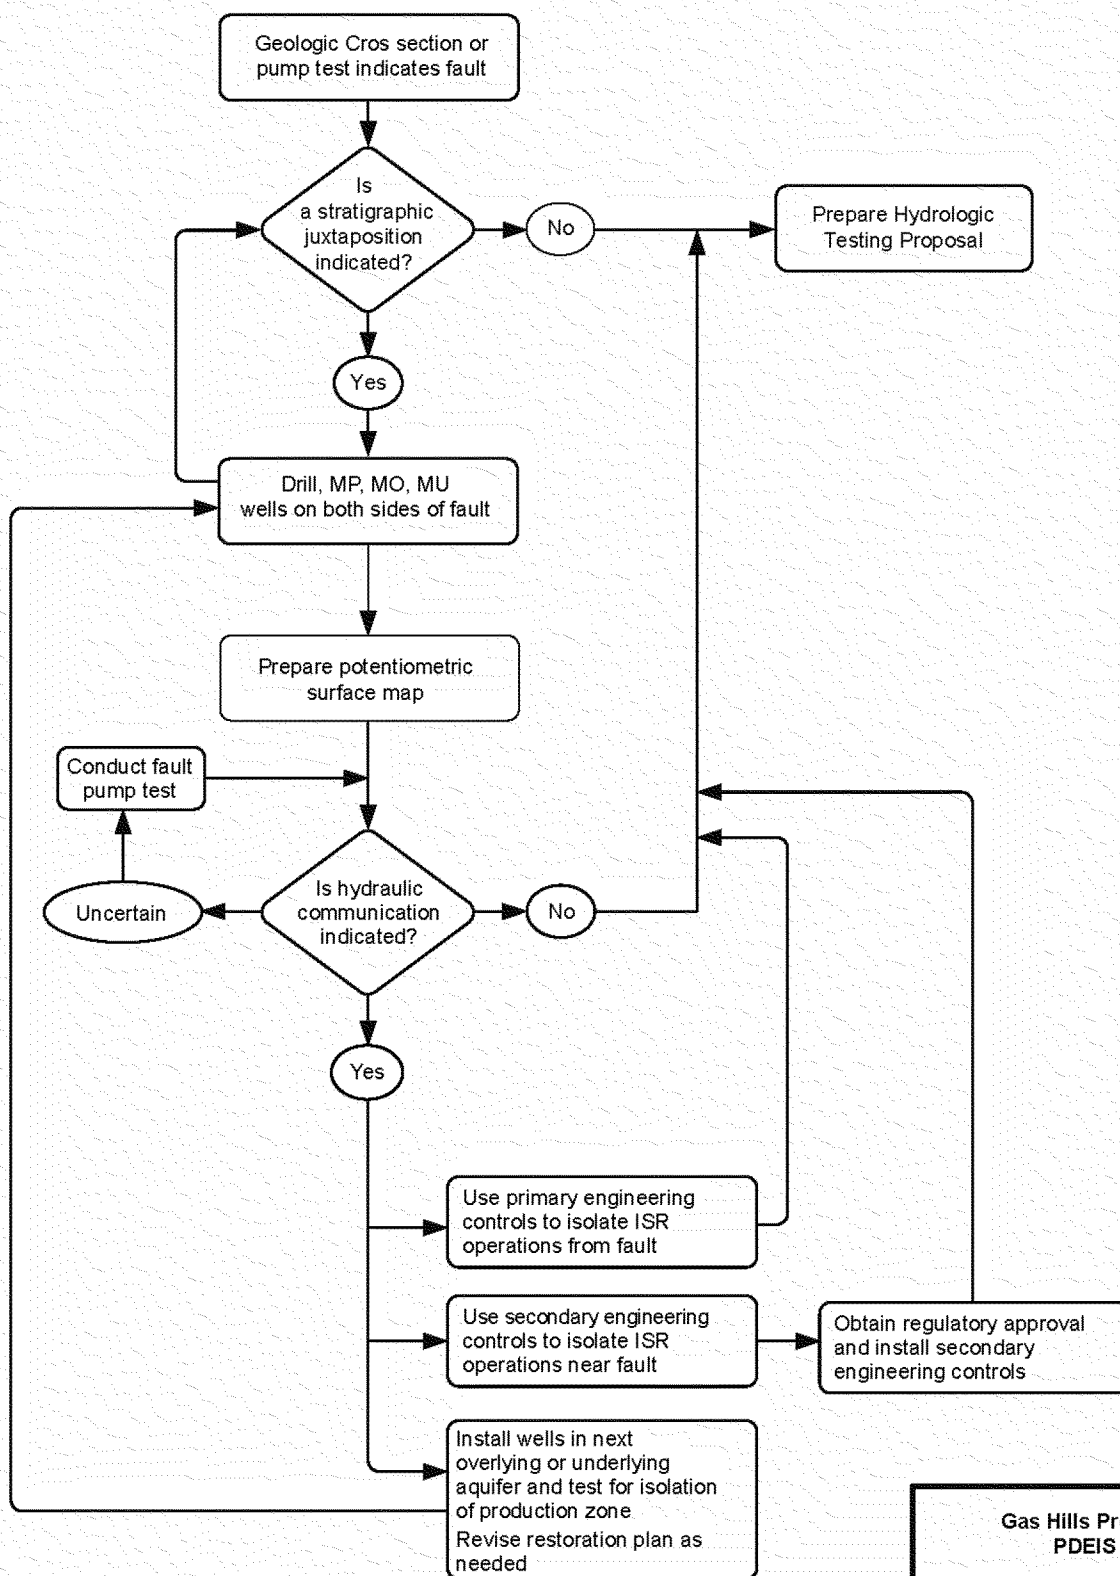 Geologic Cros section or
pump test indicates fault
Is
a stratigraphic
juxtaposition
indicated?
No
Prepare Hydrologic
Testing Proposal
Yes
Drill, MP, MO, MU
wells on both sides of fault
Prepare potentiometric
surface map
Conduct fault
pump test
Uncertain
Is hydraulic
communication
indicated?
No
Yes
Use primary engineering
controls to isolate ISR
operations from fault
Use secondary engineering
controls to isolate ISR
operations near fault
Obtain regulatory approval
and install secondary
engineering controls
Install wells in next
overlying or underlying
aquifer and test for isolation
of production zone
Revise restoration plan as
needed
Gas Hills Pr
PDEIS